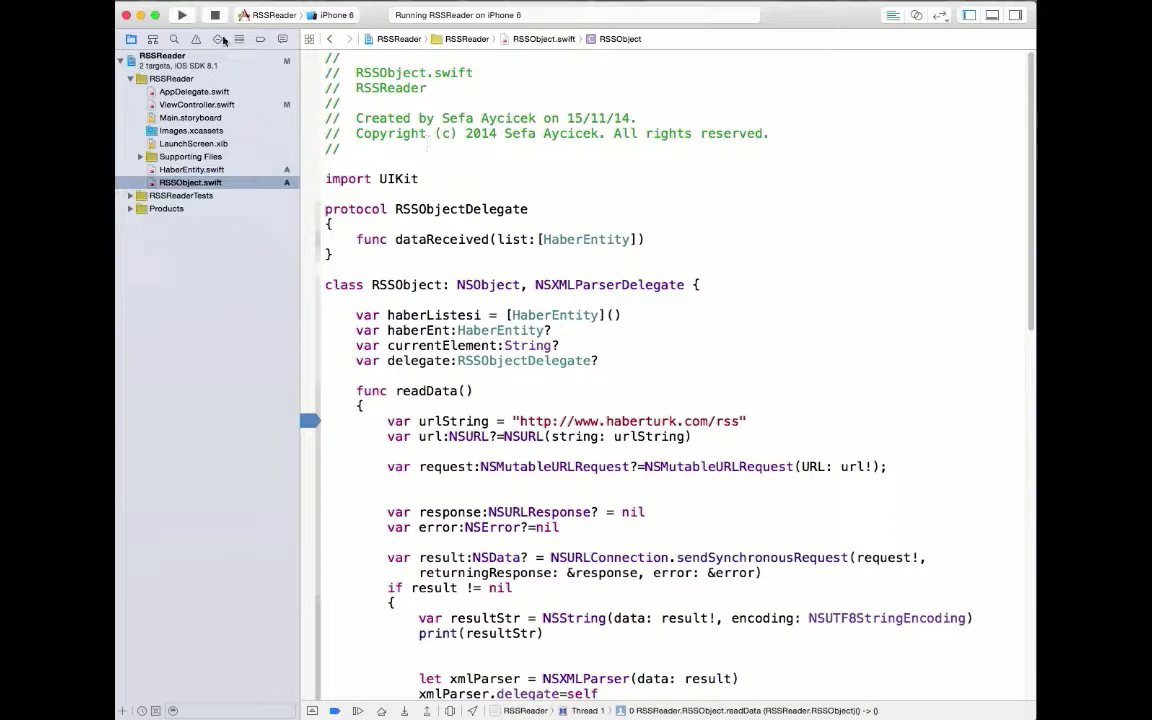 RSSReader
iPhone 6
Running RSSReader on iPhone 6
RSSReader
RSSReader
RSSObject.swift
RSSObject
RSSReader
2 targets, iOS SDK 8.1
M
RSSReader
AppDelegate.swift
ViewController.swift
M
Main.storyboard
Images.xcassets
LaunchScreen.xib
Supporting Files
HaberEntity.swift
A
RSSObject.swift
A
RSSReaderTests
Products
//
//  RSSObject.swift
//  RSSReader
//
//  Created by Sefa Aycicek on 15/11/14.
//  Copyright (c) 2014 Sefa Aycicek. All rights reserved.
//
import UIKit
protocol RSSObjectDelegate
{
func dataReceived(list:[HaberEntity])
}
class RSSObject: NSObject, NSXMLParserDelegate {
var haberListesi = [HaberEntity]()
var haberEnt:HaberEntity?
var currentElement:String?
var delegate:RSSObjectDelegate?
func readData()
{
var urlString = "http://www.haberturk.com/rss"
var url:NSURL?=NSURL(string: urlString)
var request:NSMutableURLRequest?=NSMutableURLRequest(URL: url!);
var response:NSURLResponse? = nil
var error:NSError?=nil
var result:NSData? = NSURLConnection.sendSynchronousRequest(request!,
returningResponse: &response, error: &error)
if result != nil
{
var resultStr = NSString(data: result!, encoding: NSUTF8StringEncoding)
print(resultStr)
let xmlParser = NSXMLParser(data: result)
xmlParser.delegate=self
RSSReader
Thread 1
0 RSSReader.RSSObject.readData (RSSReader.RSSObject)() -> ()